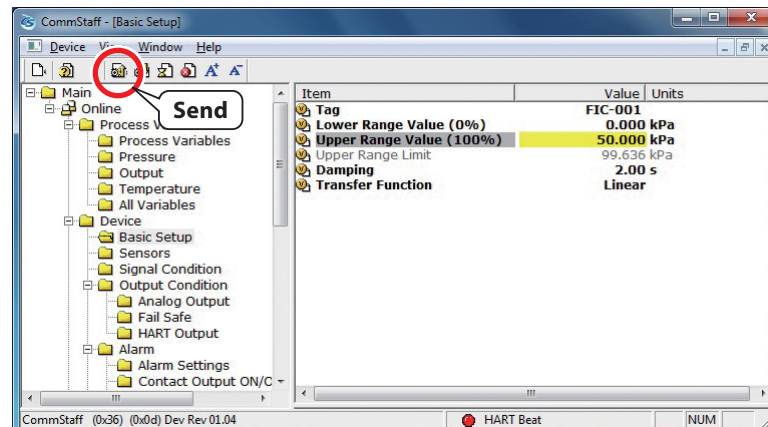 CommStaff - [Basic Setup]
Device View Window Help
Send
Main
Online
Process V
Process Variables
Pressure
Output
Temperature
All Variables
Device
Basic Setup
Sensors
Signal Condition
Output Condition
Analog Output
Fail Safe
HART Output
Alarm
Alarm Settings
Contact Output ON/O
Item Value Units
Tag FIC-001
Lower Range Value (0%) 0.000 kPa
Upper Range Value (100%) 50.000 kPa
Upper Range Limit 99.636 kPa
Damping 2.00 s
Transfer Function Linear
CommStaff (0x36) (0x0d) Dev Rev 01.04 HART Beat NUM